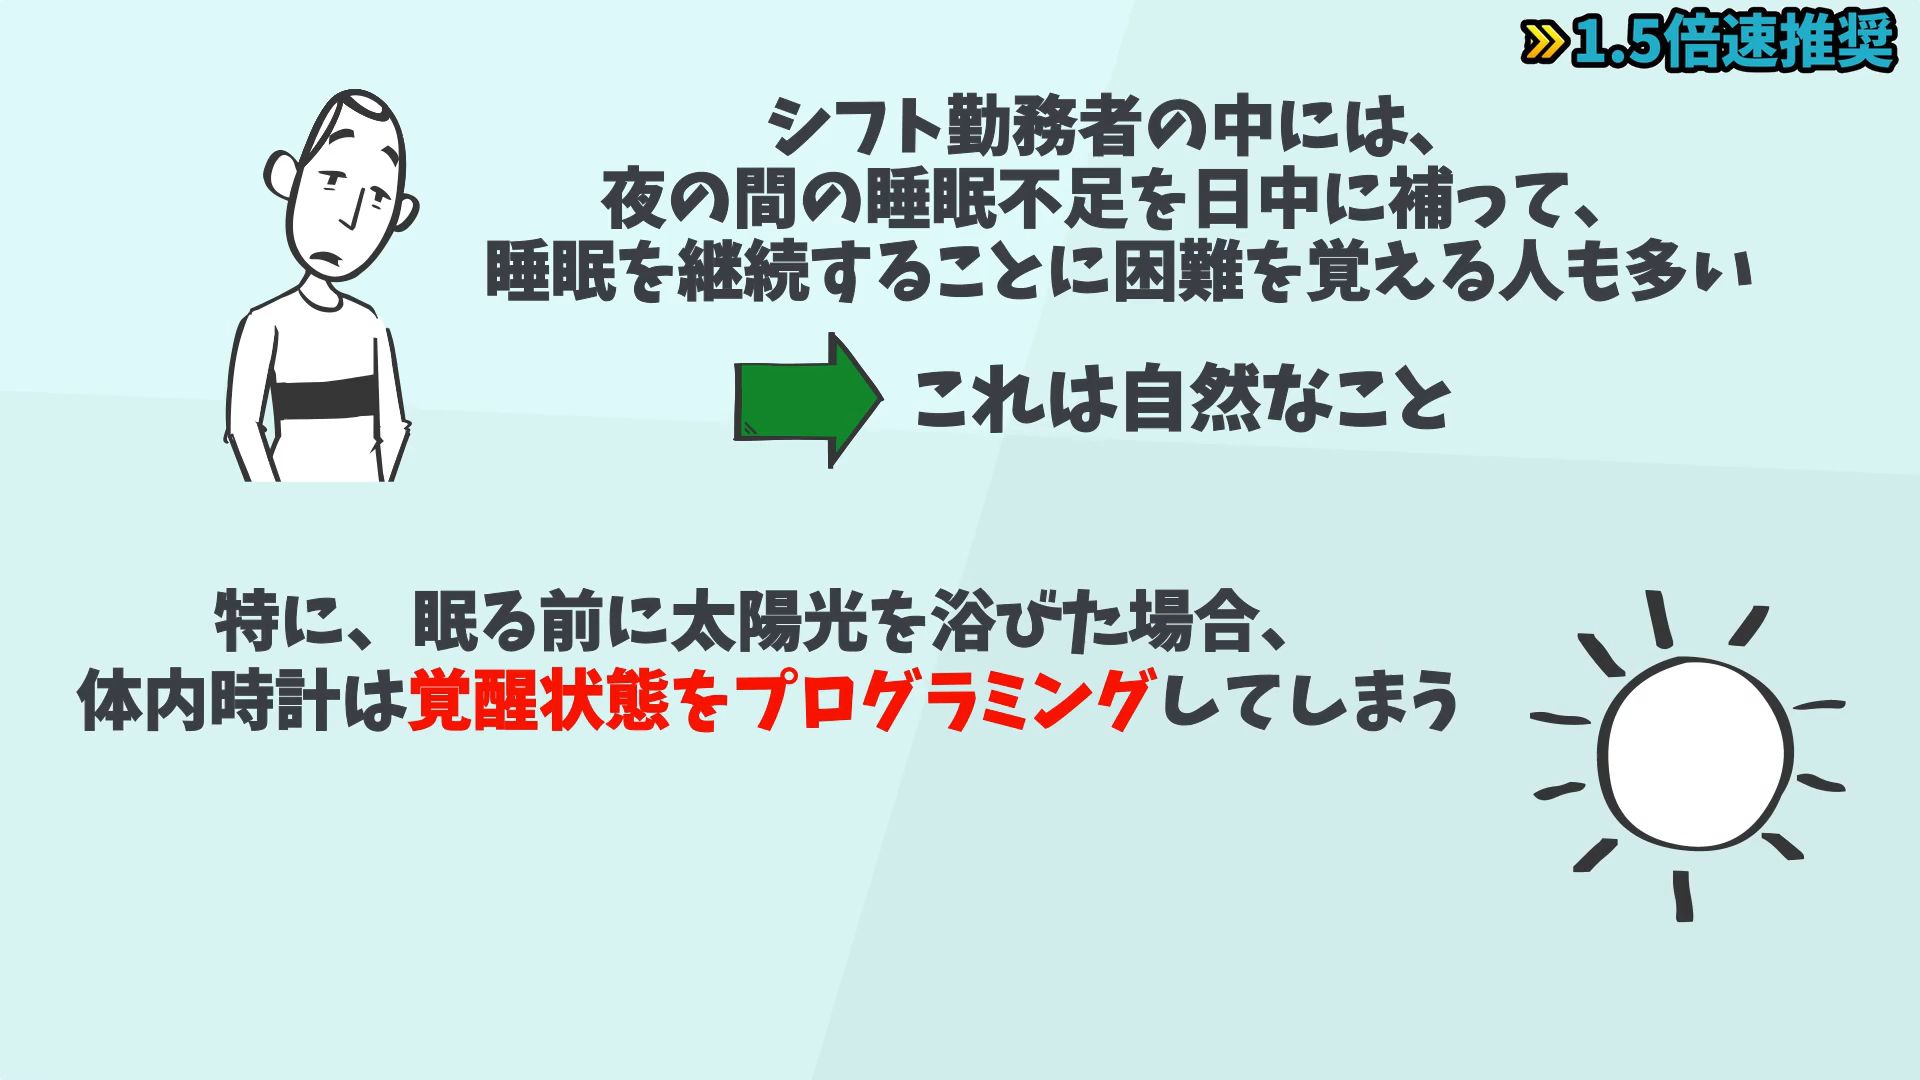 1.5倍速推奨
シフト勤務者の中には、
夜の間の睡眠不足を日中に補って、
睡眠を継続することに困難を覚える人も多い
これは自然なこと
特に、眠る前に太陽光を浴びた場合、
体内時計は覚醒状態をプログラミングしてしまう